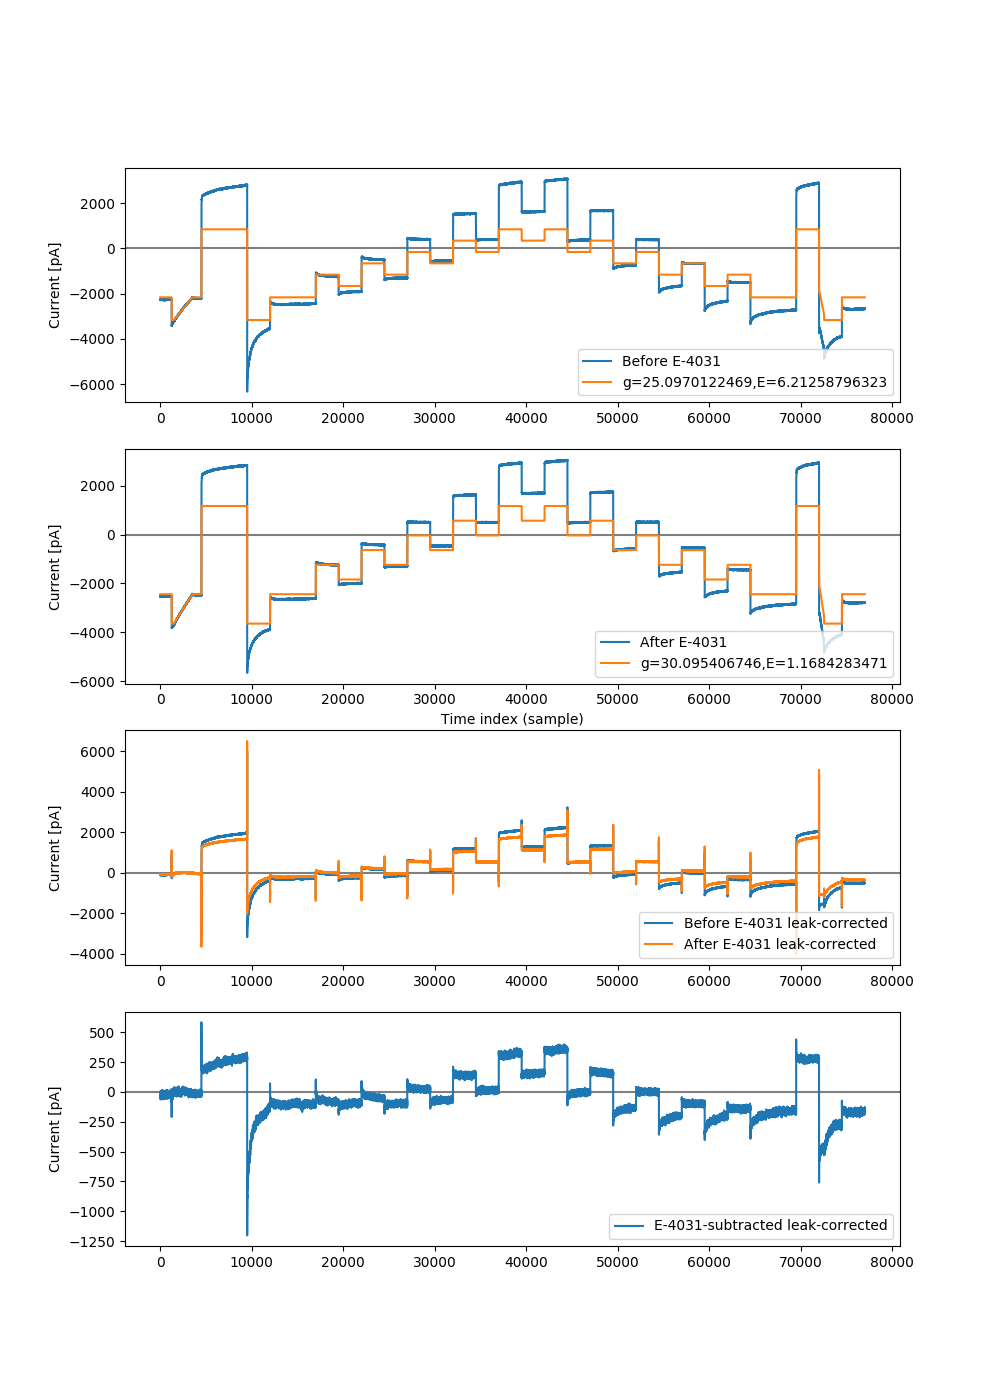 2000
0
−2000
−4000
−6000
Current [pA]
Before E-4031
g=25.0970122469,E=6.21258796323
0 10000 20000 30000 40000 50000 60000 70000 80000
2000
0
−2000
−4000
−6000
Current [pA]
After E-4031
g=30.095406746,E=1.1684283471
0 10000 20000 30000 40000 50000 60000 70000 80000
Time index (sample)
6000
4000
2000
0
−2000
−4000
Current [pA]
Before E-4031 leak-corrected
After E-4031 leak-corrected
0 10000 20000 30000 40000 50000 60000 70000 80000
500
250
0
−250
−500
−750
−1000
−1250
Current [pA]
E-4031-subtracted leak-corrected
0 10000 20000 30000 40000 50000 60000 70000 80000